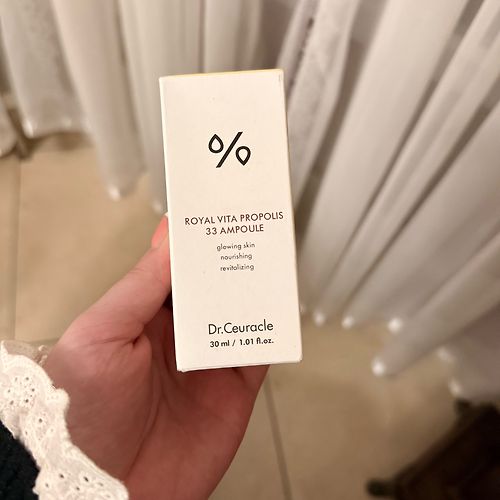 ROYAL VITA PROPOLIS
33 AMPOULE
glowing skin
nourishing
revitalizing
Dr.Ceuracle
30 ml / 1.01 fl.oz.